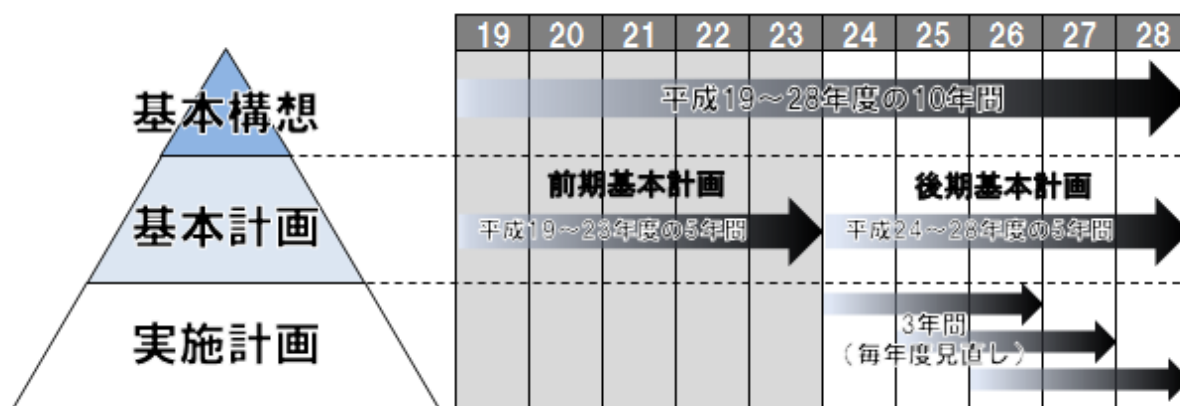 19 20 21 22 23 24 25 26 27 28
基本構想
平成19～28年度の10年間
基本計画
前期基本計画
平成19～23年度の5年間
後期基本計画
平成24～28年度の5年間
実施計画
3年間
（毎年度見直し）